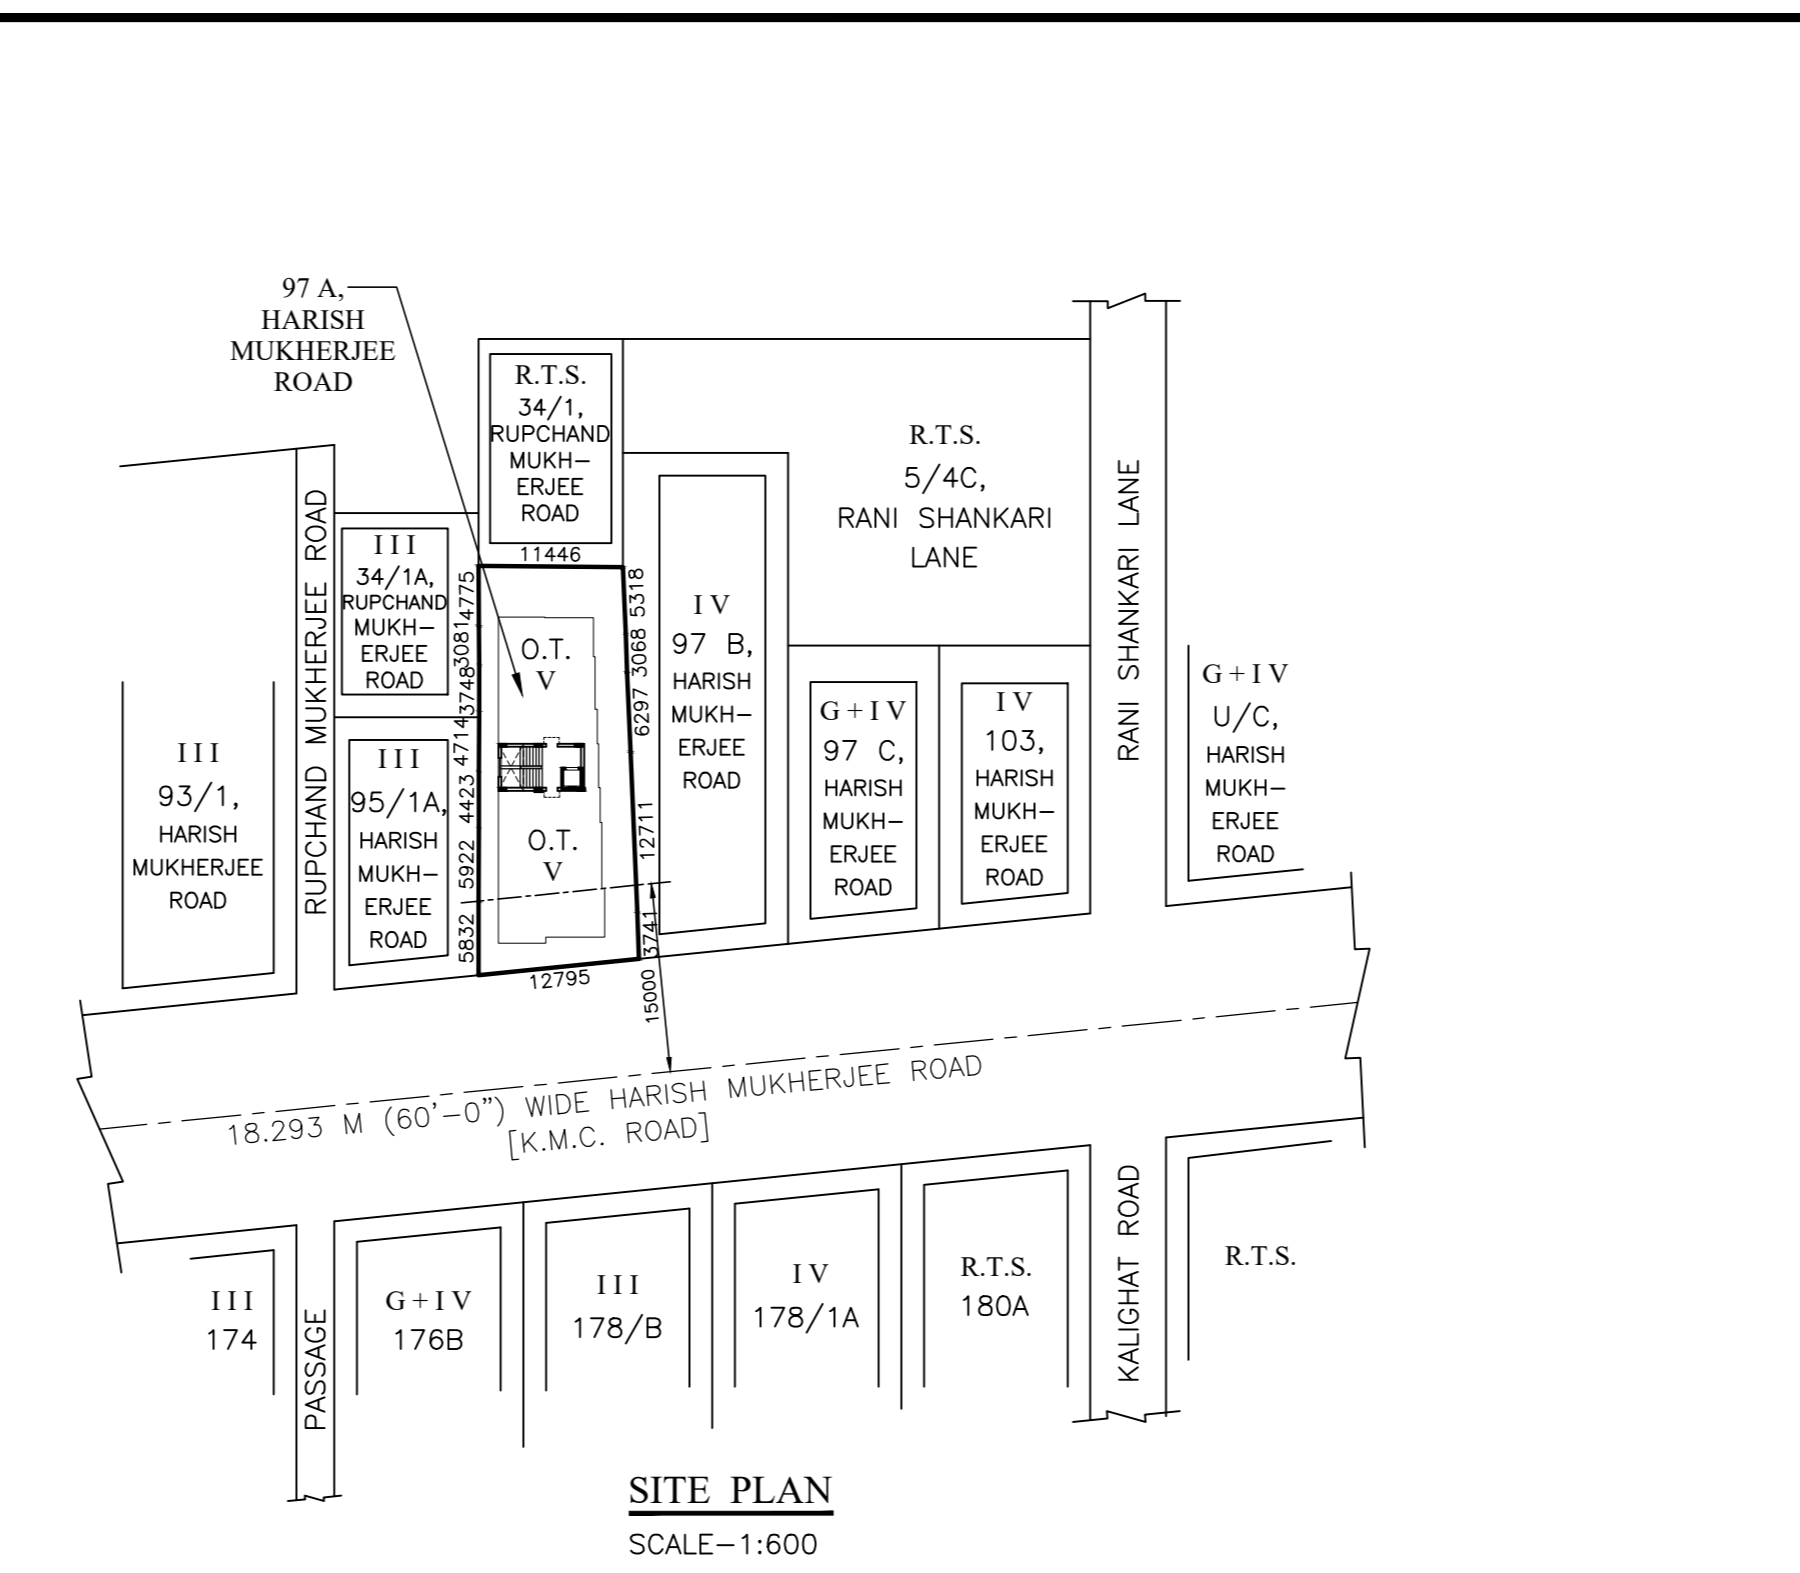 97 A,
HARISH
MUKHERJEE
ROAD
R.T.S.
34/1,
RUPCHAND
MUKH-
ERJEE
ROAD
R.T.S.
5/4C,
RANI SHANKARI
LANE
RANI SHANKARI LANE
RUPCHAND MUKHERJEE ROAD
III
34/1A,
RUPCHAND
MUKH-
ERJEE
ROAD
11446
4775
3081
3748
4714
4423
5922
5832
5318
3068
6297
12711
3741
12795
15000
O.T.
V
O.T.
V
IV
97 B,
HARISH
MUKH-
ERJEE
ROAD
III
93/1,
HARISH
MUKHERJEE
ROAD
III
95/1A,
HARISH
MUKH-
ERJEE
ROAD
G+IV
97 C,
HARISH
MUKH-
ERJEE
ROAD
IV
103,
HARISH
MUKH-
ERJEE
ROAD
G+IV
U/C,
HARISH
MUKH-
ERJEE
ROAD
18.293 M (60'-0") WIDE HARISH MUKHERJEE ROAD
[K.M.C. ROAD]
III
174
PASSAGE
G+IV
176B
III
178/B
IV
178/1A
R.T.S.
180A
KALIGHAT ROAD
R.T.S.
SITE PLAN
SCALE-1:600